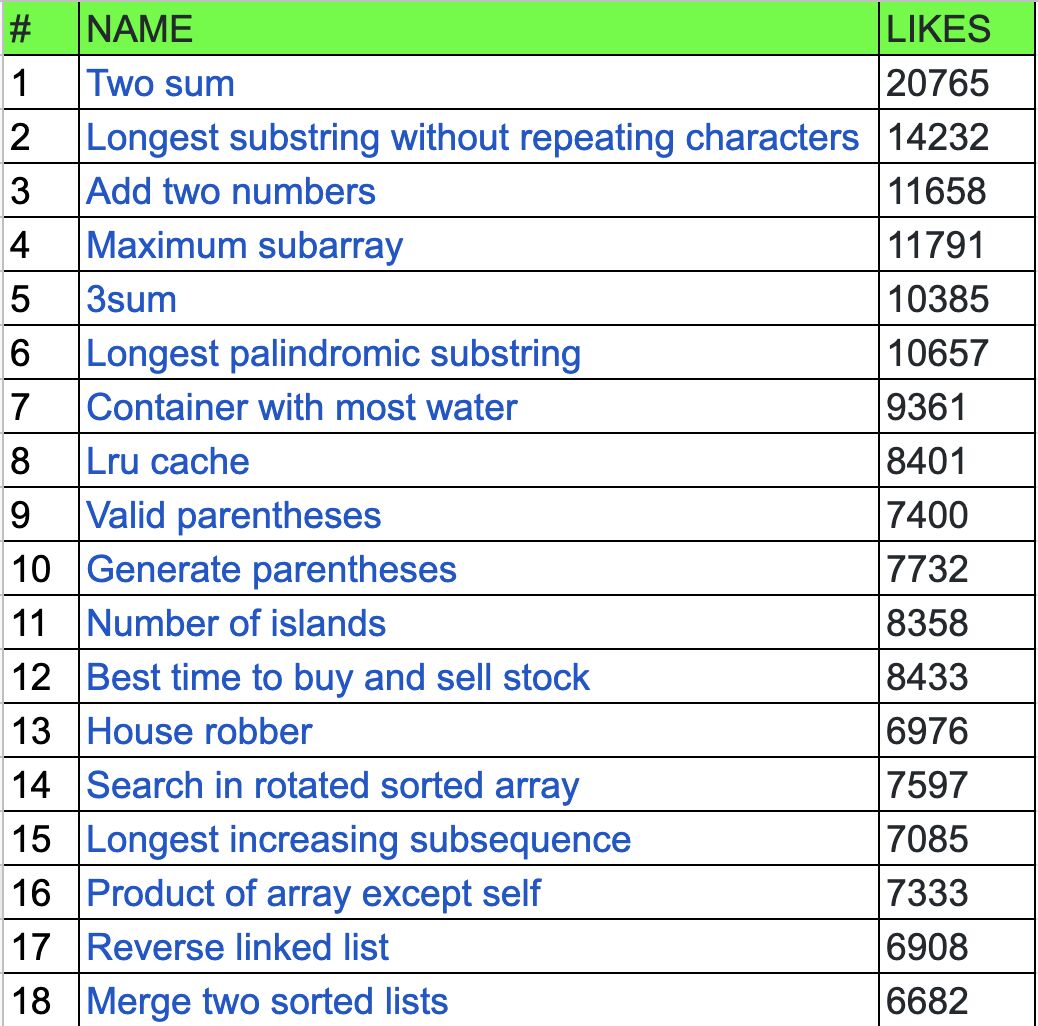 # NAME LIKES
1 Two sum 20765
2 Longest substring without repeating characters 14232
3 Add two numbers 11658
4 Maximum subarray 11791
5 3sum 10385
6 Longest palindromic substring 10657
7 Container with most water 9361
8 Lru cache 8401
9 Valid parentheses 7400
10 Generate parentheses 7732
11 Number of islands 8358
12 Best time to buy and sell stock 8433
13 House robber 6976
14 Search in rotated sorted array 7597
15 Longest increasing subsequence 7085
16 Product of array except self 7333
17 Reverse linked list 6908
18 Merge two sorted lists 6682